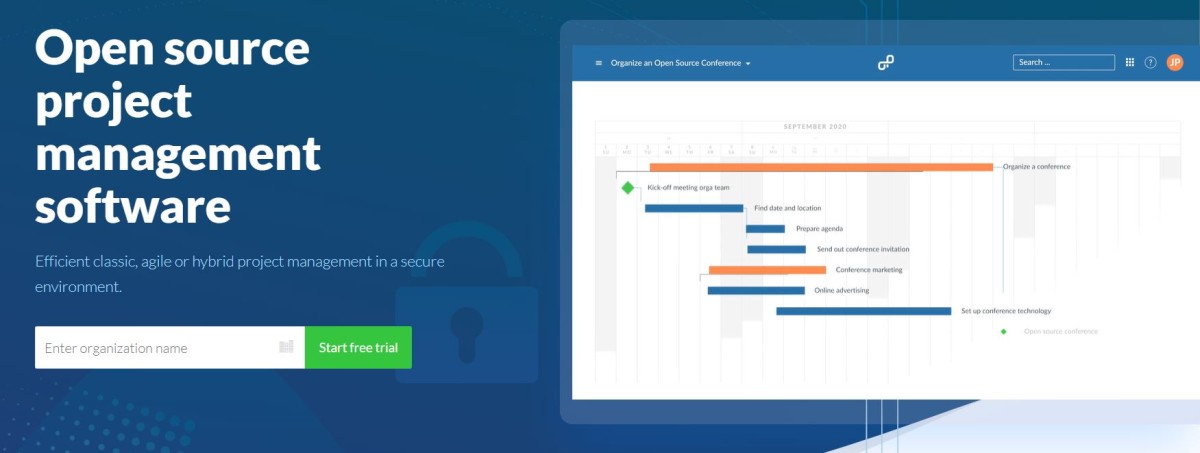 Open source
project
management
software
Efficient classic, agile or hybrid project management in a secure
environment.
Enter organization name
Start free trial
Organize an Open Source Conference
Search ...
?
JP
SEPTEMBER 2020
Organize a conference
Kick-off meeting orga team
Find date and location
Prepare agenda
Send out conference invitation
Conference marketing
Online advertising
Set up conference technology
Open source conference